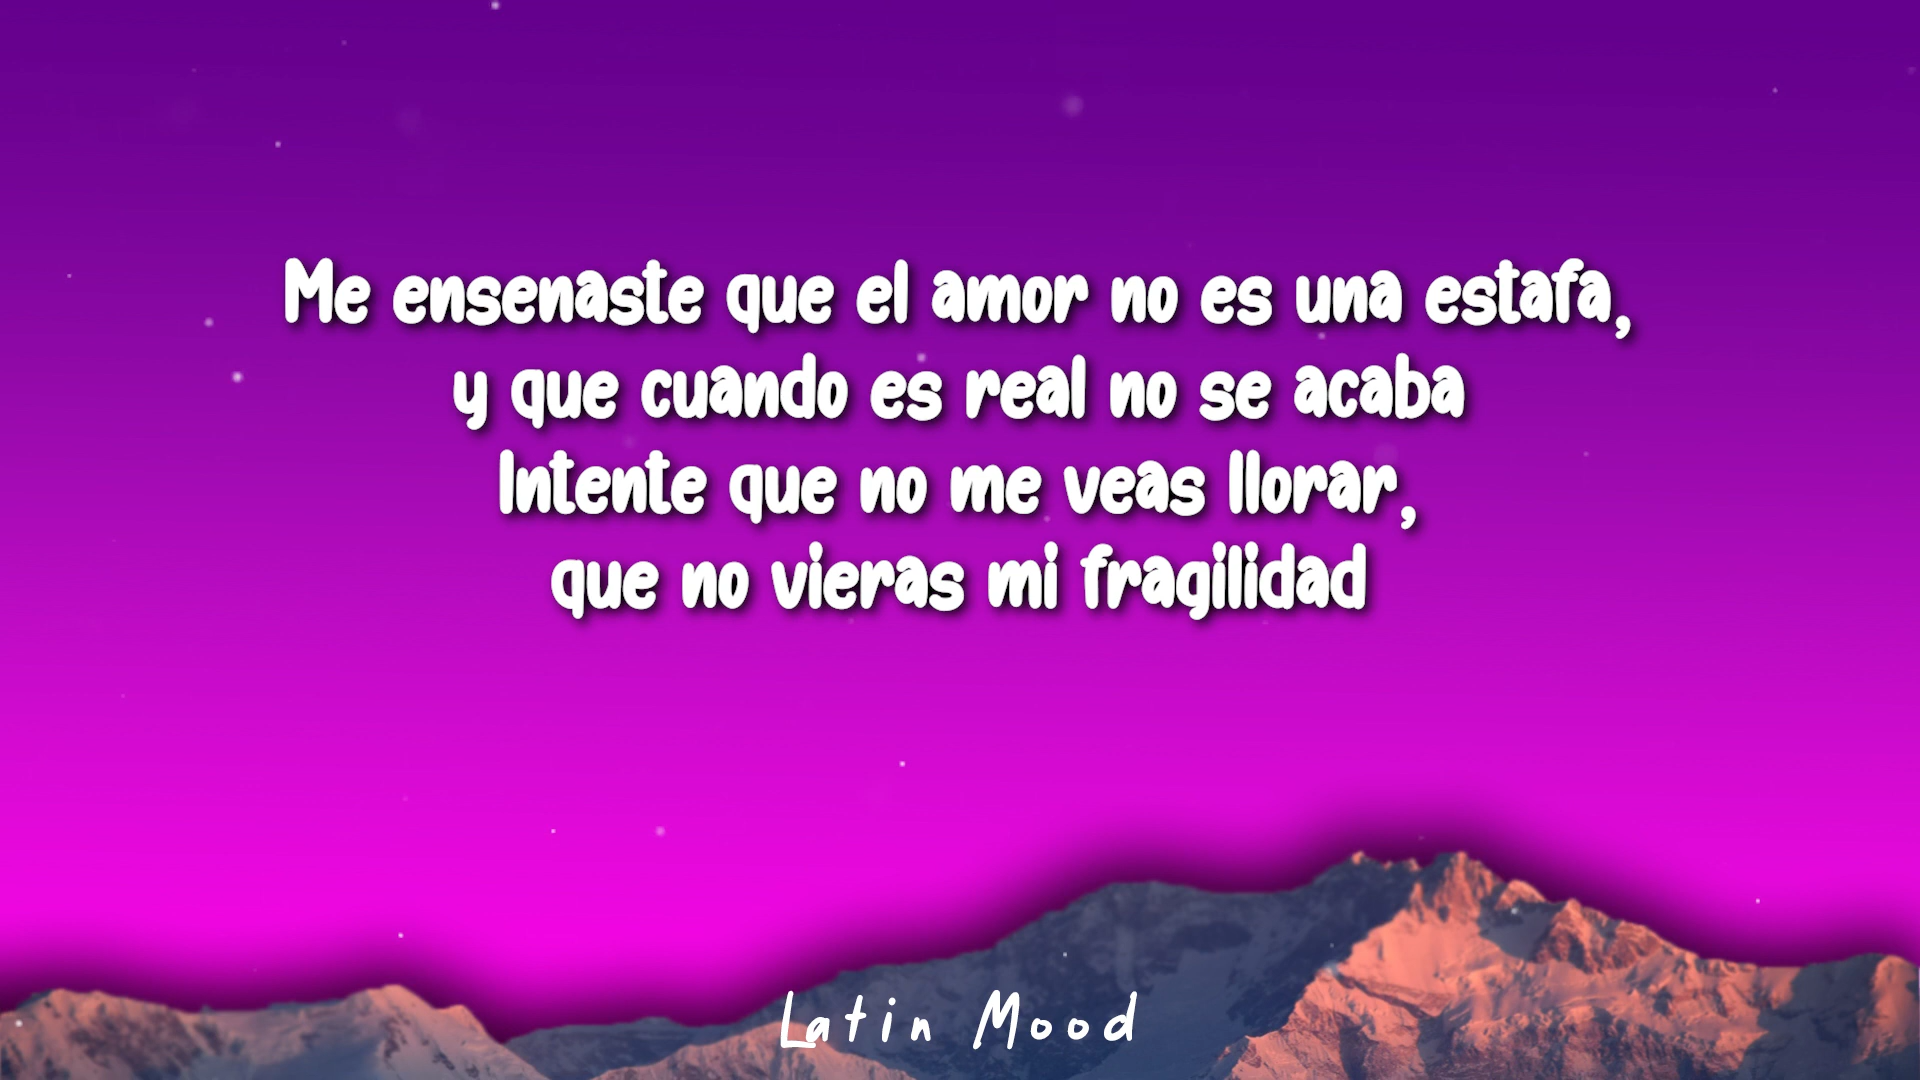 Me ensenaste que el amor no es una estafa,
y que cuando es real no se acaba
Intente que no me veas llorar,
que no vieras mi fragilidad
Latin Mood